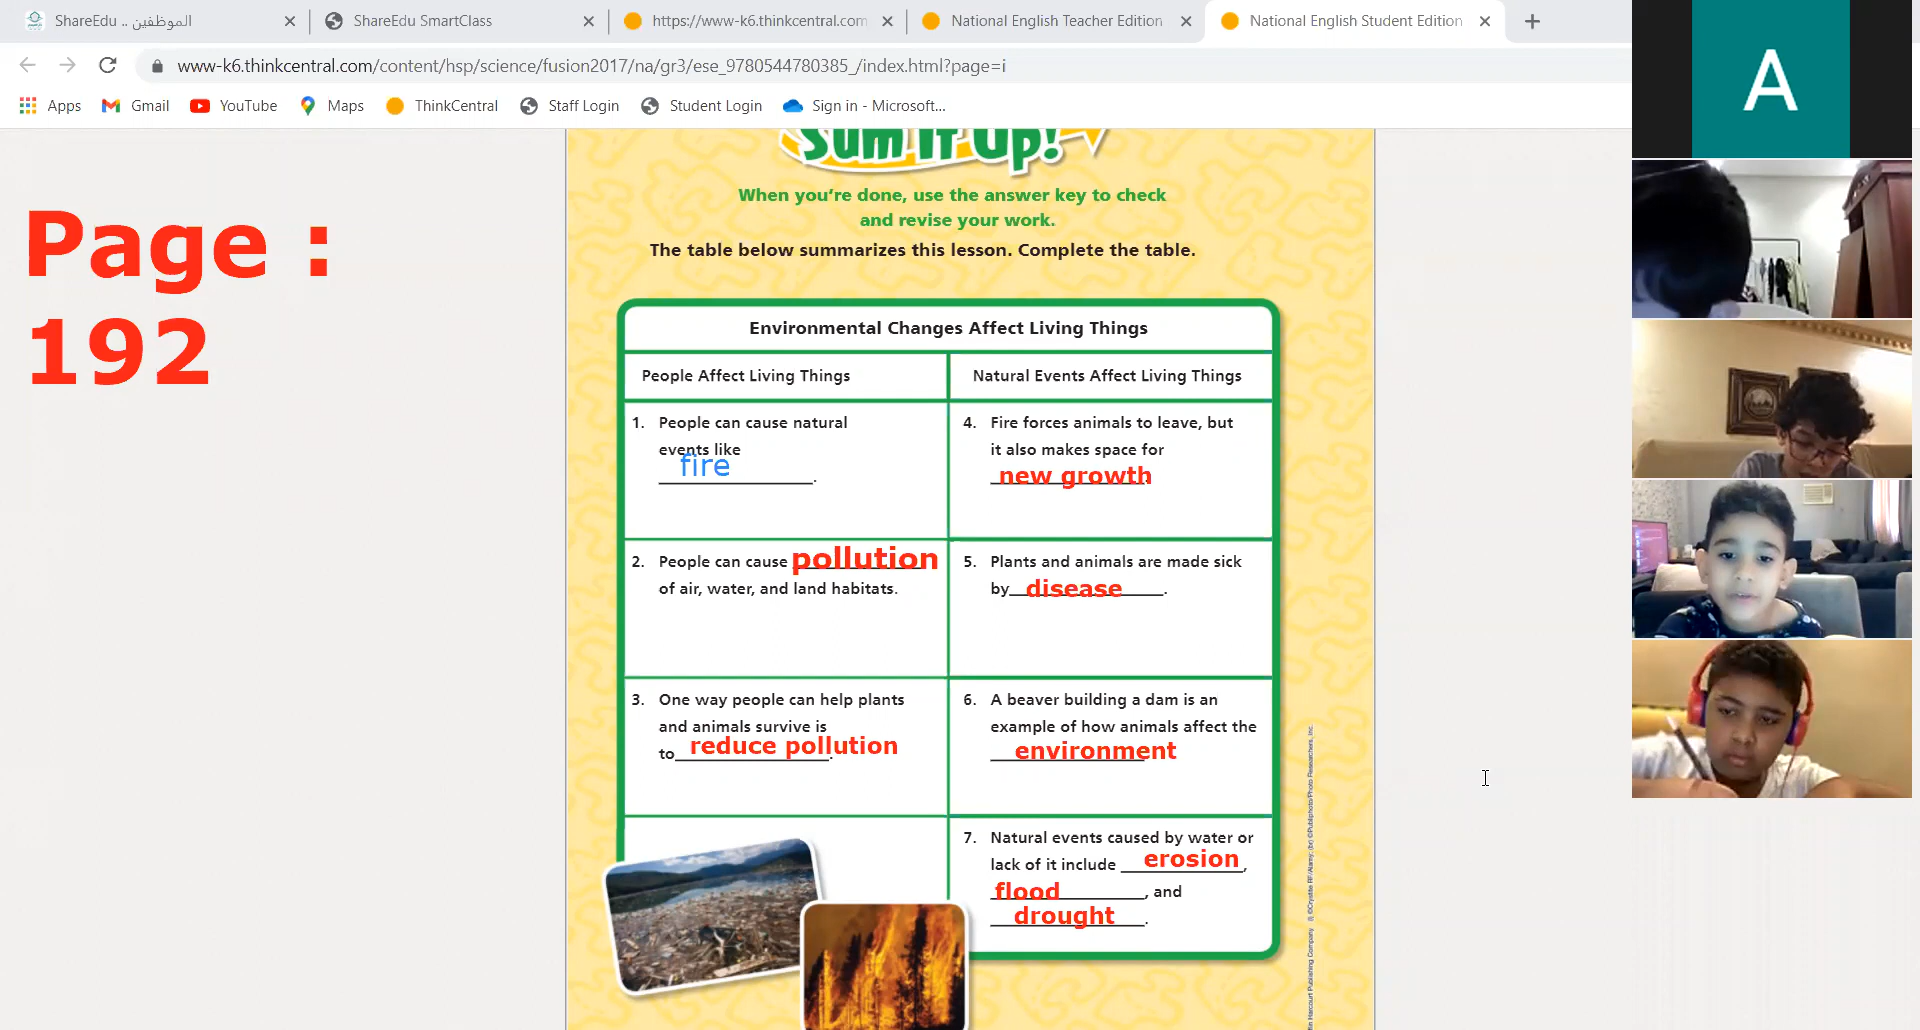 ShareEdu .. الموظفين
ShareEdu SmartClass
https://www-k6.thinkcentral.com
National English Teacher Edition
National English Student Edition
www-k6.thinkcentral.com/content/hsp/science/fusion2017/na/gr3/ese_9780544780385_/index.html?page=i
Apps
Gmail
YouTube
Maps
ThinkCentral
Staff Login
Student Login
Sign in - Microsoft...
A
Page :
192
Sum It Up!
When you're done, use the answer key to check
and revise your work.
The table below summarizes this lesson. Complete the table.
Environmental Changes Affect Living Things
People Affect Living Things
Natural Events Affect Living Things
1. People can cause natural
events like
fire.
4. Fire forces animals to leave, but
it also makes space for
new growth.
2. People can cause pollution
of air, water, and land habitats.
5. Plants and animals are made sick
by disease.
3. One way people can help plants
and animals survive is
to reduce pollution.
6. A beaver building a dam is an
example of how animals affect the
environment
7. Natural events caused by water or
lack of it include erosion,
flood, and
drought.